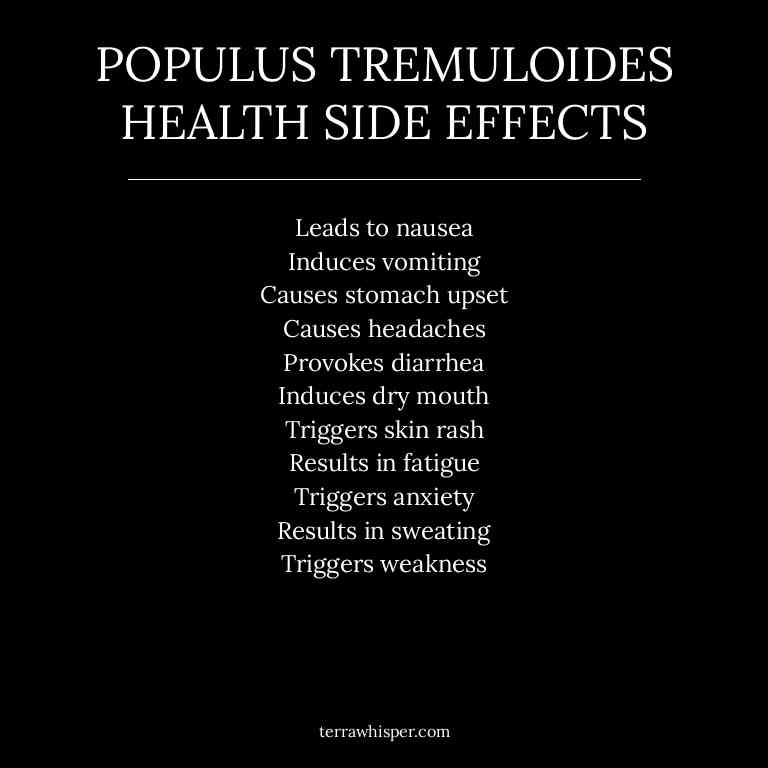 POPULUS TREMULOIDES
HEALTH SIDE EFFECTS
Leads to nausea
Induces vomiting
Causes stomach upset
Causes headaches
Provokes diarrhea
Induces dry mouth
Triggers skin rash
Results in fatigue
Triggers anxiety
Results in sweating
Triggers weakness
terrawhisper.com